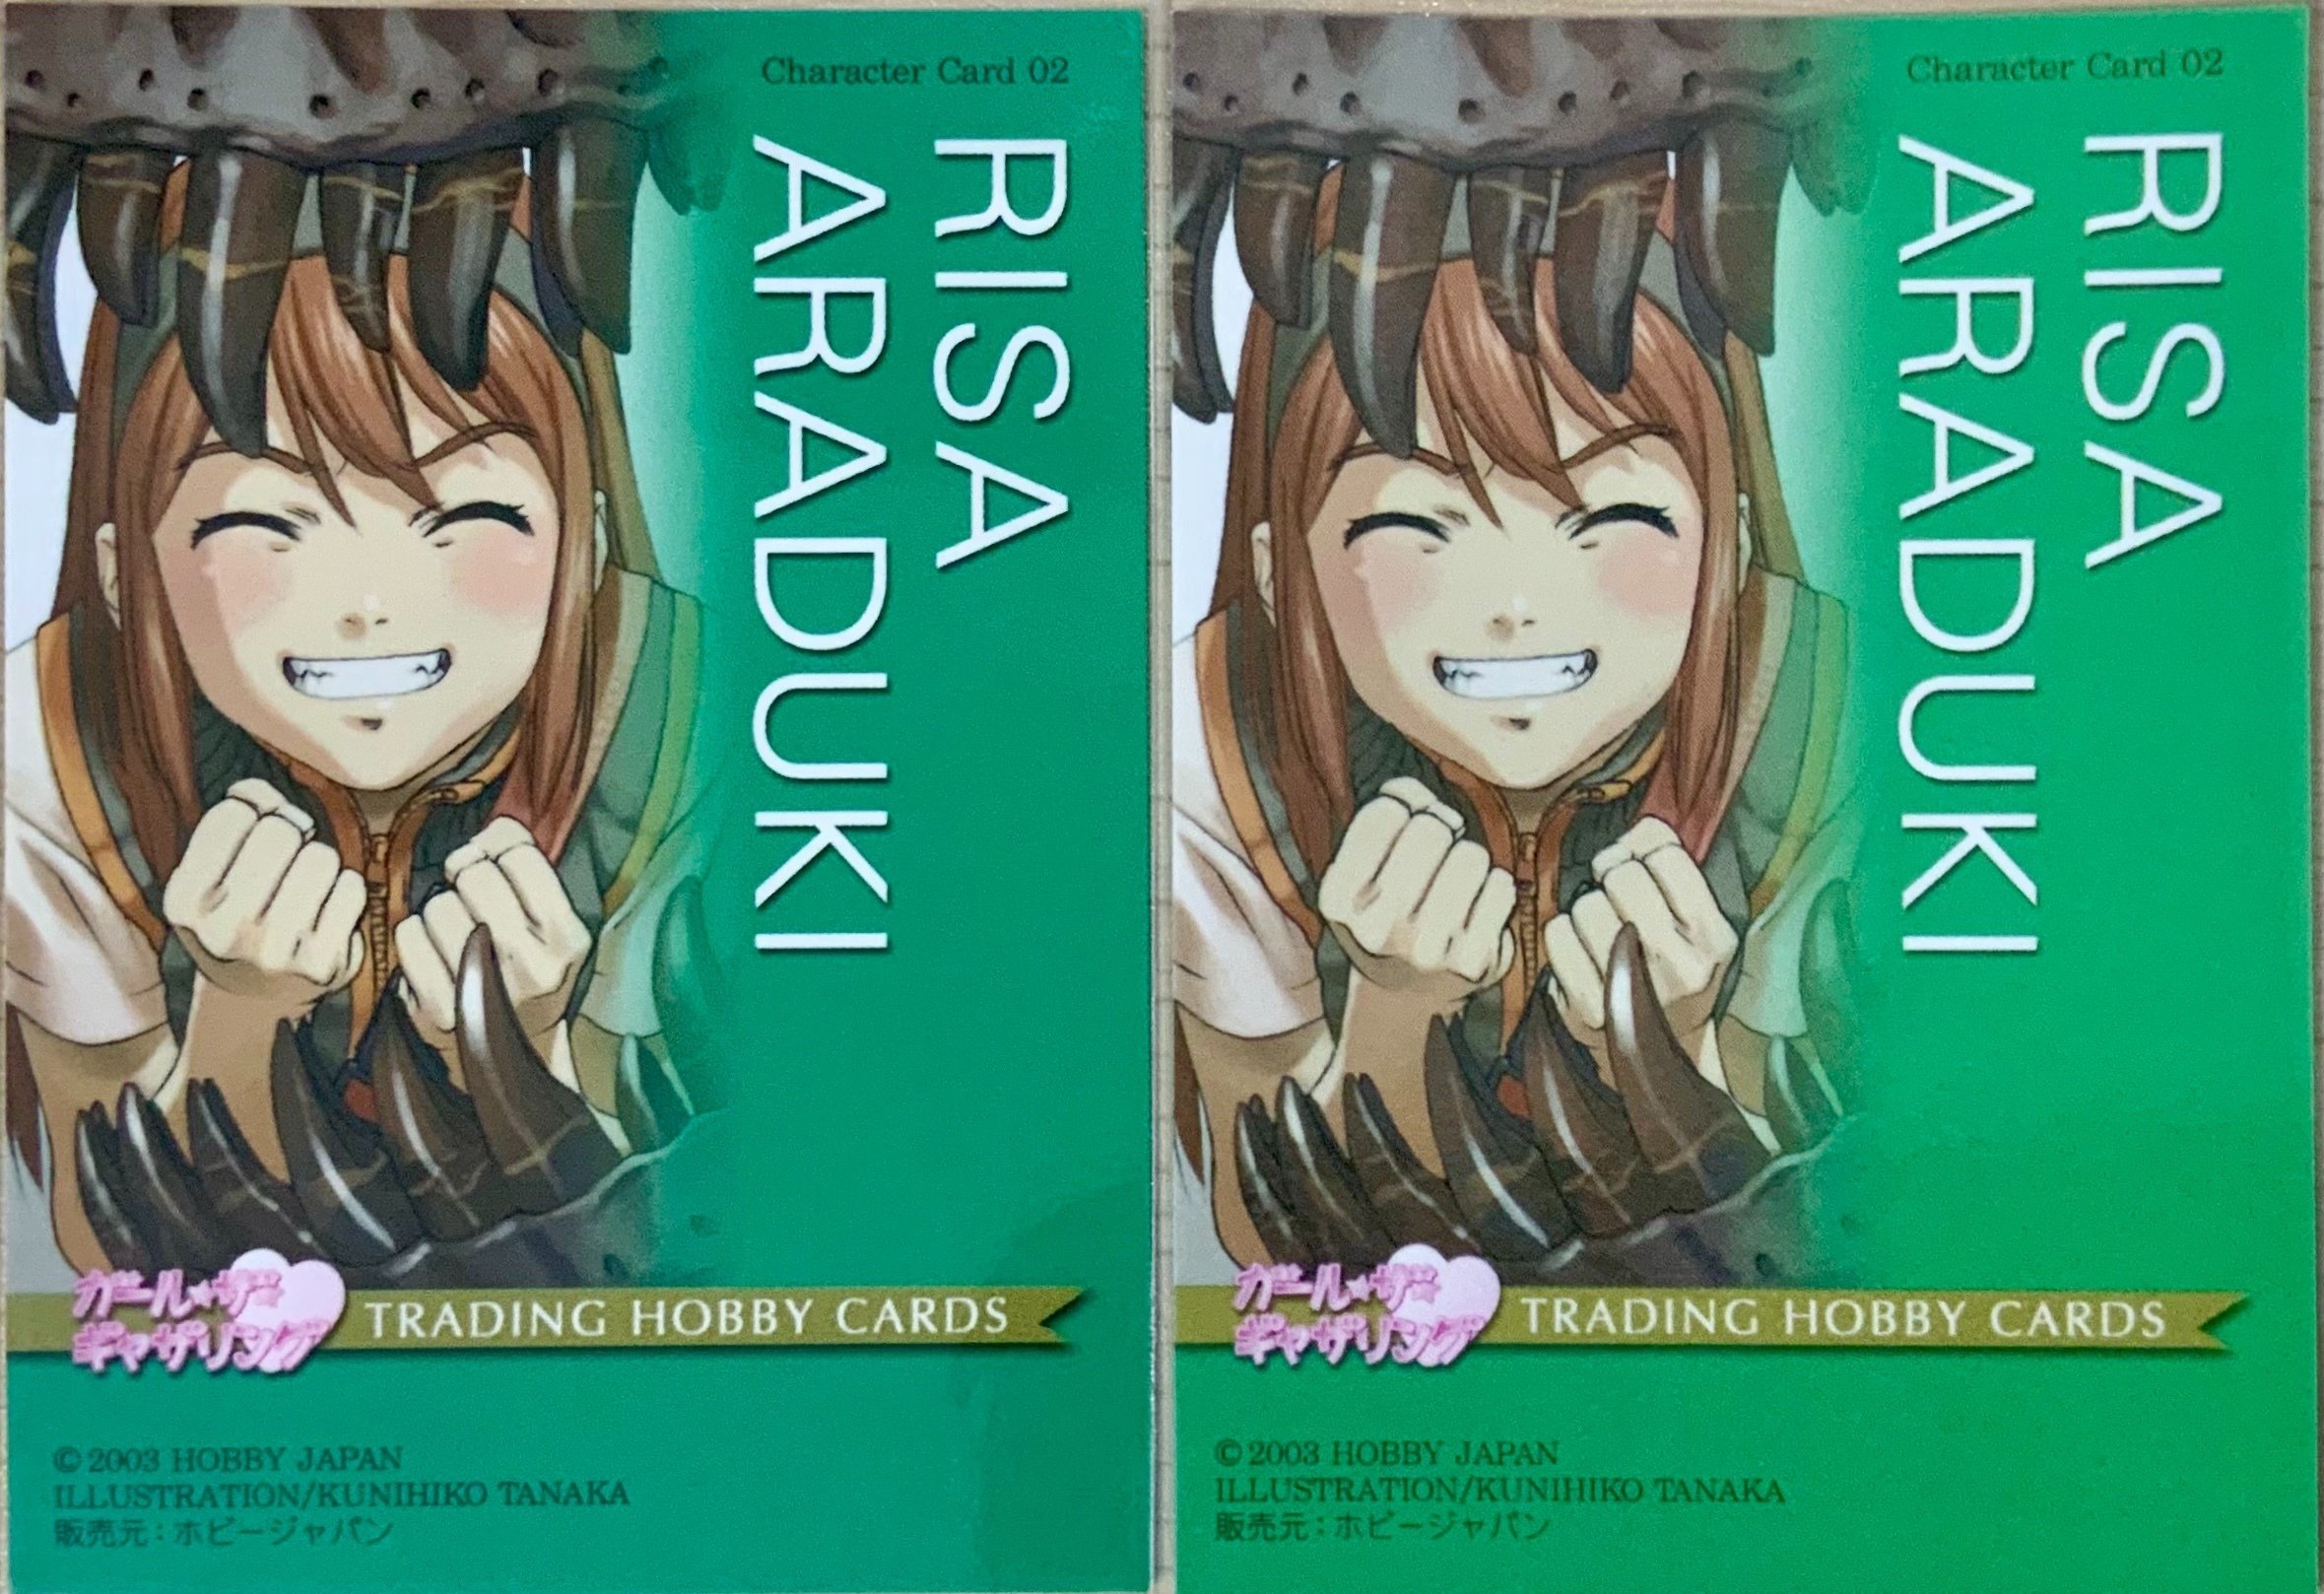 Character Card 02
RISA
ARADUKI
ガール・ザ・
ギャザリング
TRADING HOBBY CARDS
© 2003 HOBBY JAPAN
ILLUSTRATION/KUNIHIKO TANAKA
販売元：ホビージャパン
Character Card 02
RISA
ARADUKI
ガール・ザ・
ギャザリング
TRADING HOBBY CARDS
© 2003 HOBBY JAPAN
ILLUSTRATION/KUNIHIKO TANAKA
販売元：ホビージャパン